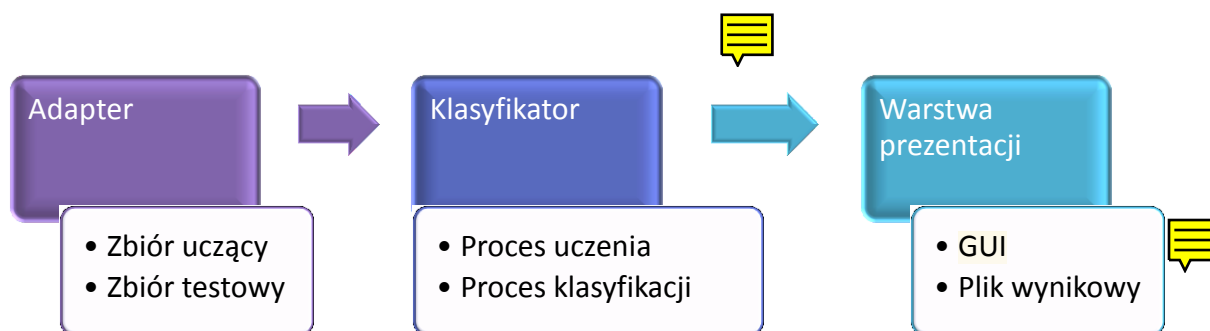 Adapter
• Zbiór uczący
• Zbiór testowy
Klasyfikator
• Proces uczenia
• Proces klasyfikacji
Warstwa
prezentacji
• GUI
• Plik wynikowy